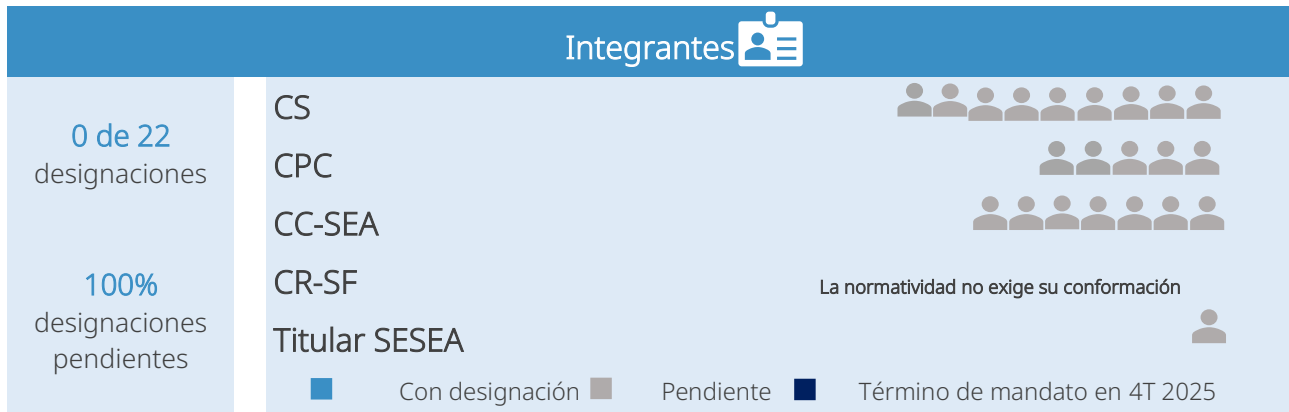 Integrantes
0 de 22
designaciones
100%
designaciones
pendientes
CS
CPC
CC-SEA
CR-SF
La normatividad no exige su conformación
Titular SESEA
Con designación
Pendiente
Término de mandato en 4T 2025